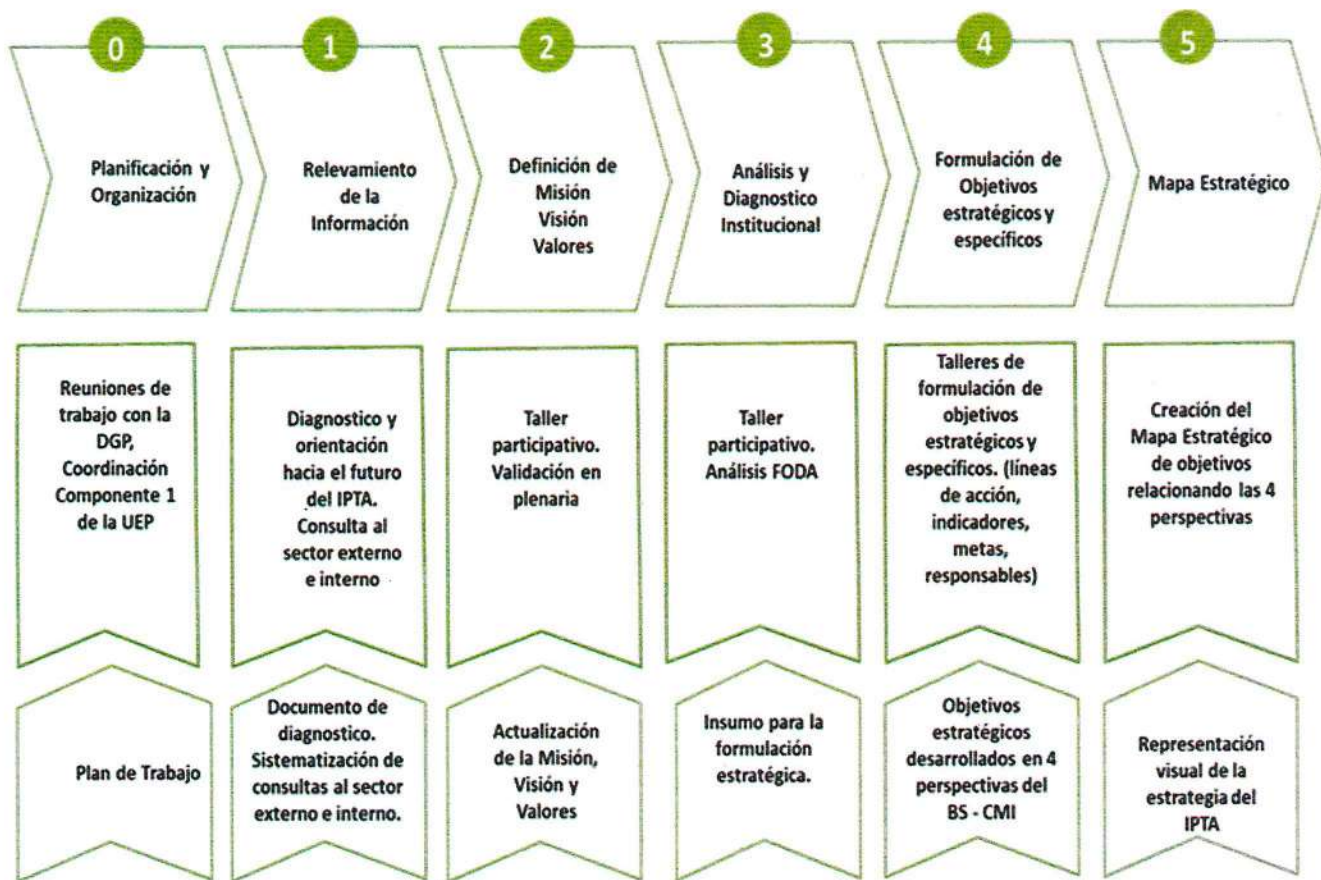 0
Planificación y
Organización
1
Relevamiento
de la
Información
2
Definición de
Misión
Visión
Valores
3
Análisis y
Diagnostico
Institucional
4
Formulación de
Objetivos
estratégicos y
específicos
5
Mapa Estratégico
Reuniones de
trabajo con la
DGP,
Coordinación
Componente 1
de la UEP
Diagnostico y
orientación
hacia el futuro
del IPTA.
Consulta al
sector externo
e interno
Taller
participativo.
Validación en
plenaria
Taller
participativo.
Análisis FODA
Talleres de
formulación de
objetivos
estratégicos y
específicos. (líneas
de acción,
indicadores,
metas,
responsables)
Creación del
Mapa Estratégico
de objetivos
relacionando las 4
perspectivas
Plan de Trabajo
Documento de
diagnostico.
Sistematización de
consultas al sector
externo e interno.
Actualización
de la Misión,
Visión y
Valores
Insumo para la
formulación
estratégica.
Objetivos
estratégicos
desarrollados en 4
perspectivas del
BS - CMI
Representación
visual de la
estrategia del
IPTA